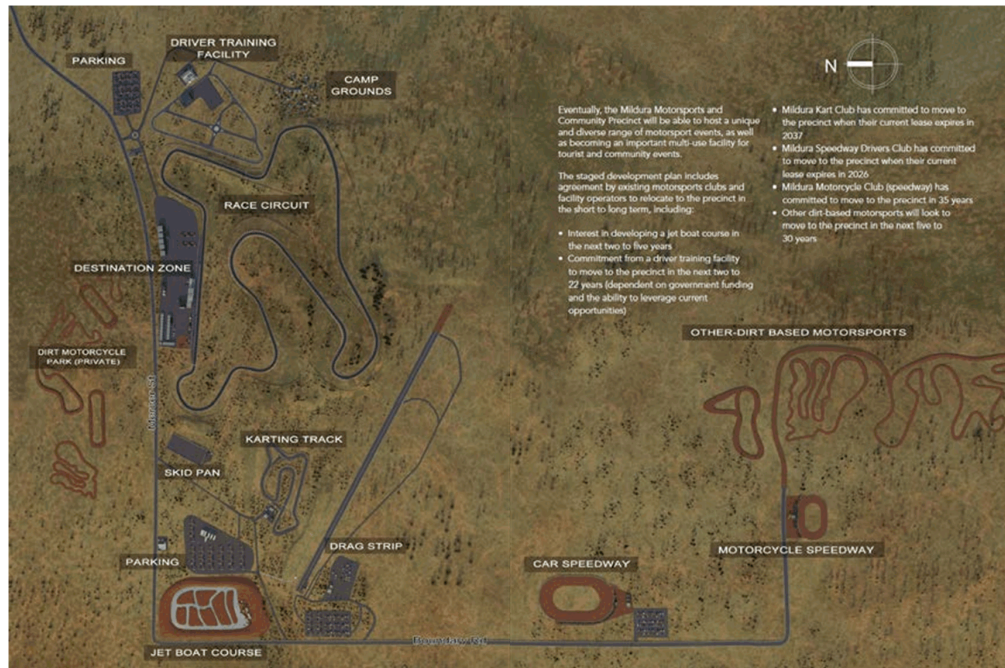 PARKING
DRIVER TRAINING
FACILITY
CAMP
GROUNDS
N
Eventually, the Mildura Motorsports and
Community Precinct will be able to host a unique
and diverse range of motorsport events, as well
as becoming an important multi-use facility for
tourist and community events.
The staged development plan includes
agreement by existing motorsports clubs and
facility operators to relocate to the precinct in
the short to long term, including:
• Interest in developing a jet boat course in
the next two to five years
• Commitment from a driver training facility
to move to the precinct in the next two to
22 years (dependent on government funding
and the ability to leverage current
opportunities)
• Mildura Kart Club has committed to move to
the precinct when their current lease expires in
2037
• Mildura Speedway Drivers Club has committed
to move to the precinct when their current
lease expires in 2026
• Mildura Motorcycle Club (speedway) has
committed to move to the precinct in 35 years
• Other dirt-based motorsports will look to
move to the precinct in the next five to
30 years
RACE CIRCUIT
DESTINATION ZONE
DIRT MOTORCYCLE
PARK (PRIVATE)
OTHER-DIRT BASED MOTORSPORTS
KARTING TRACK
SKID PAN
DRAG STRIP
PARKING
CAR SPEEDWAY
MOTORCYCLE SPEEDWAY
Boundary Rd
JET BOAT COURSE